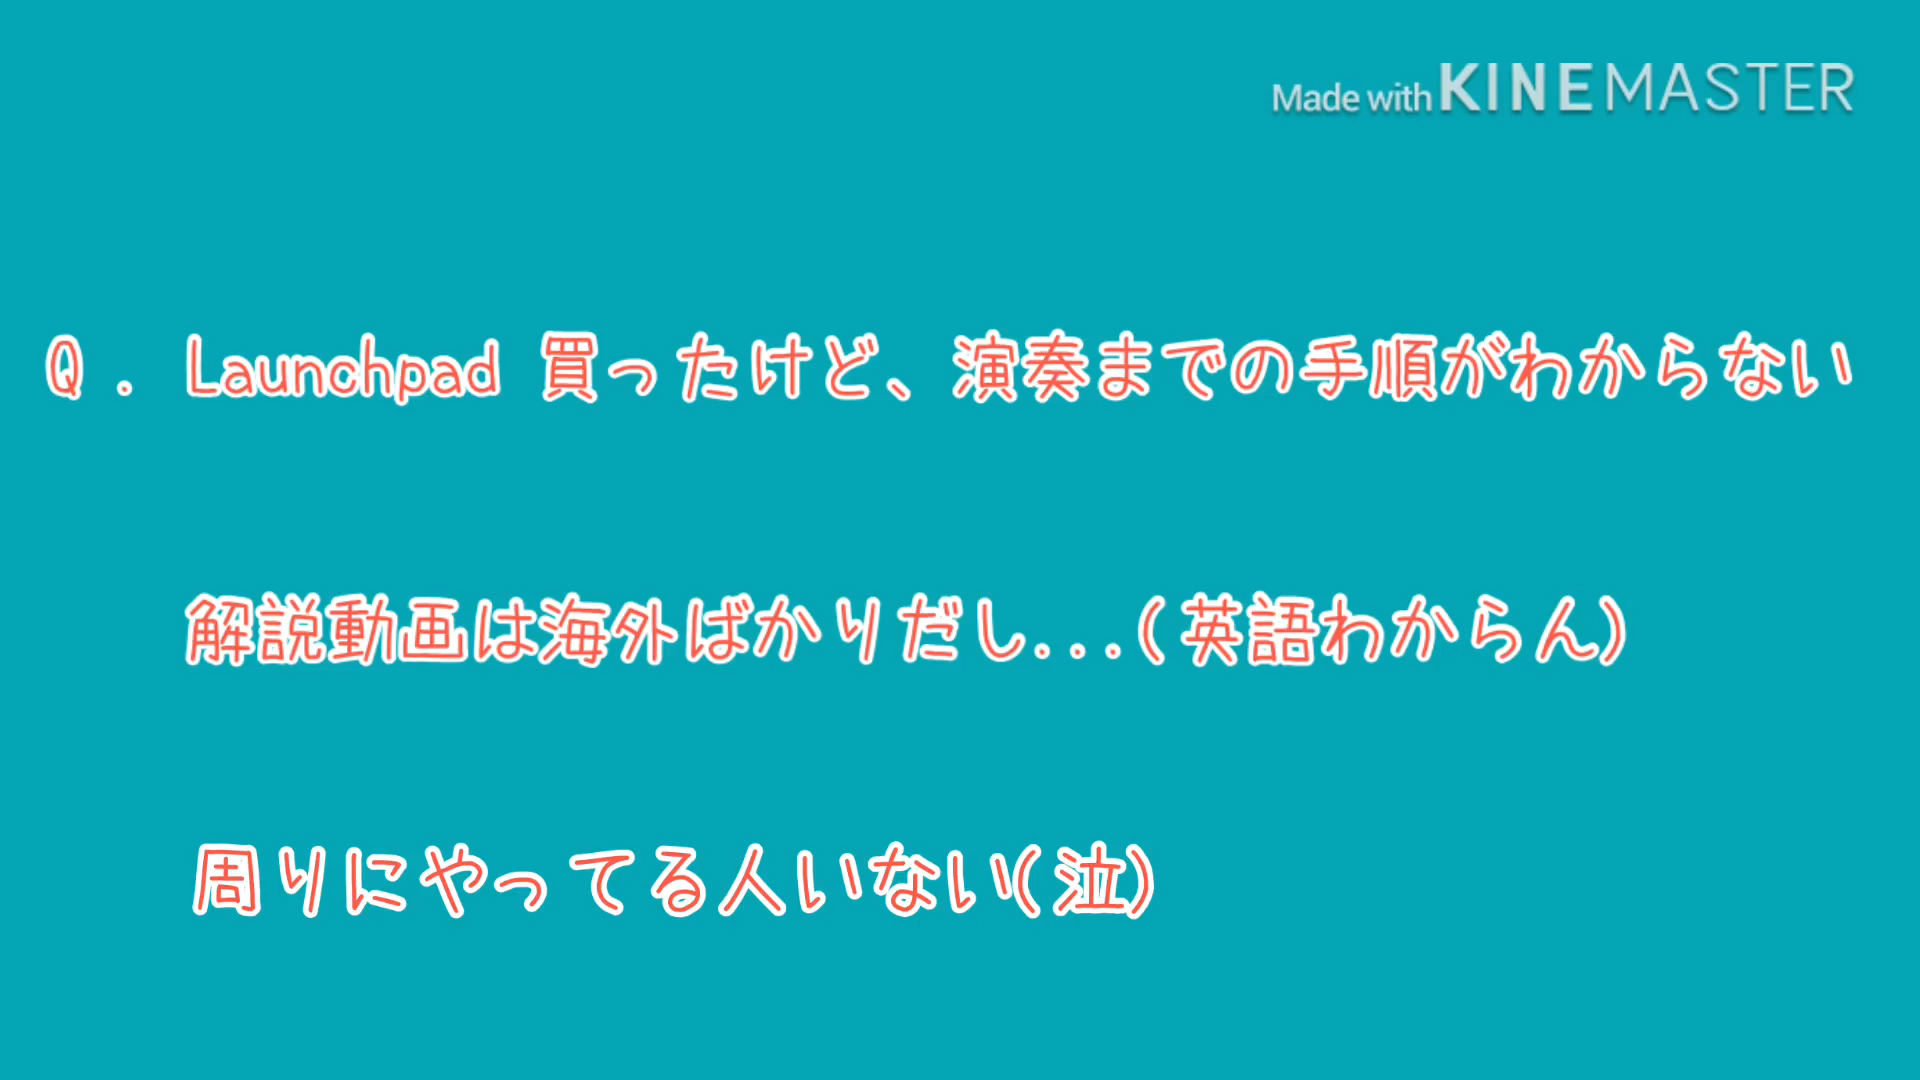 Made with KINEMASTER
Q. Launchpad 買ったけど、演奏までの手順がわからない
解説動画は海外ばかりだし...(英語わからん)
周りにやってる人いない(泣)